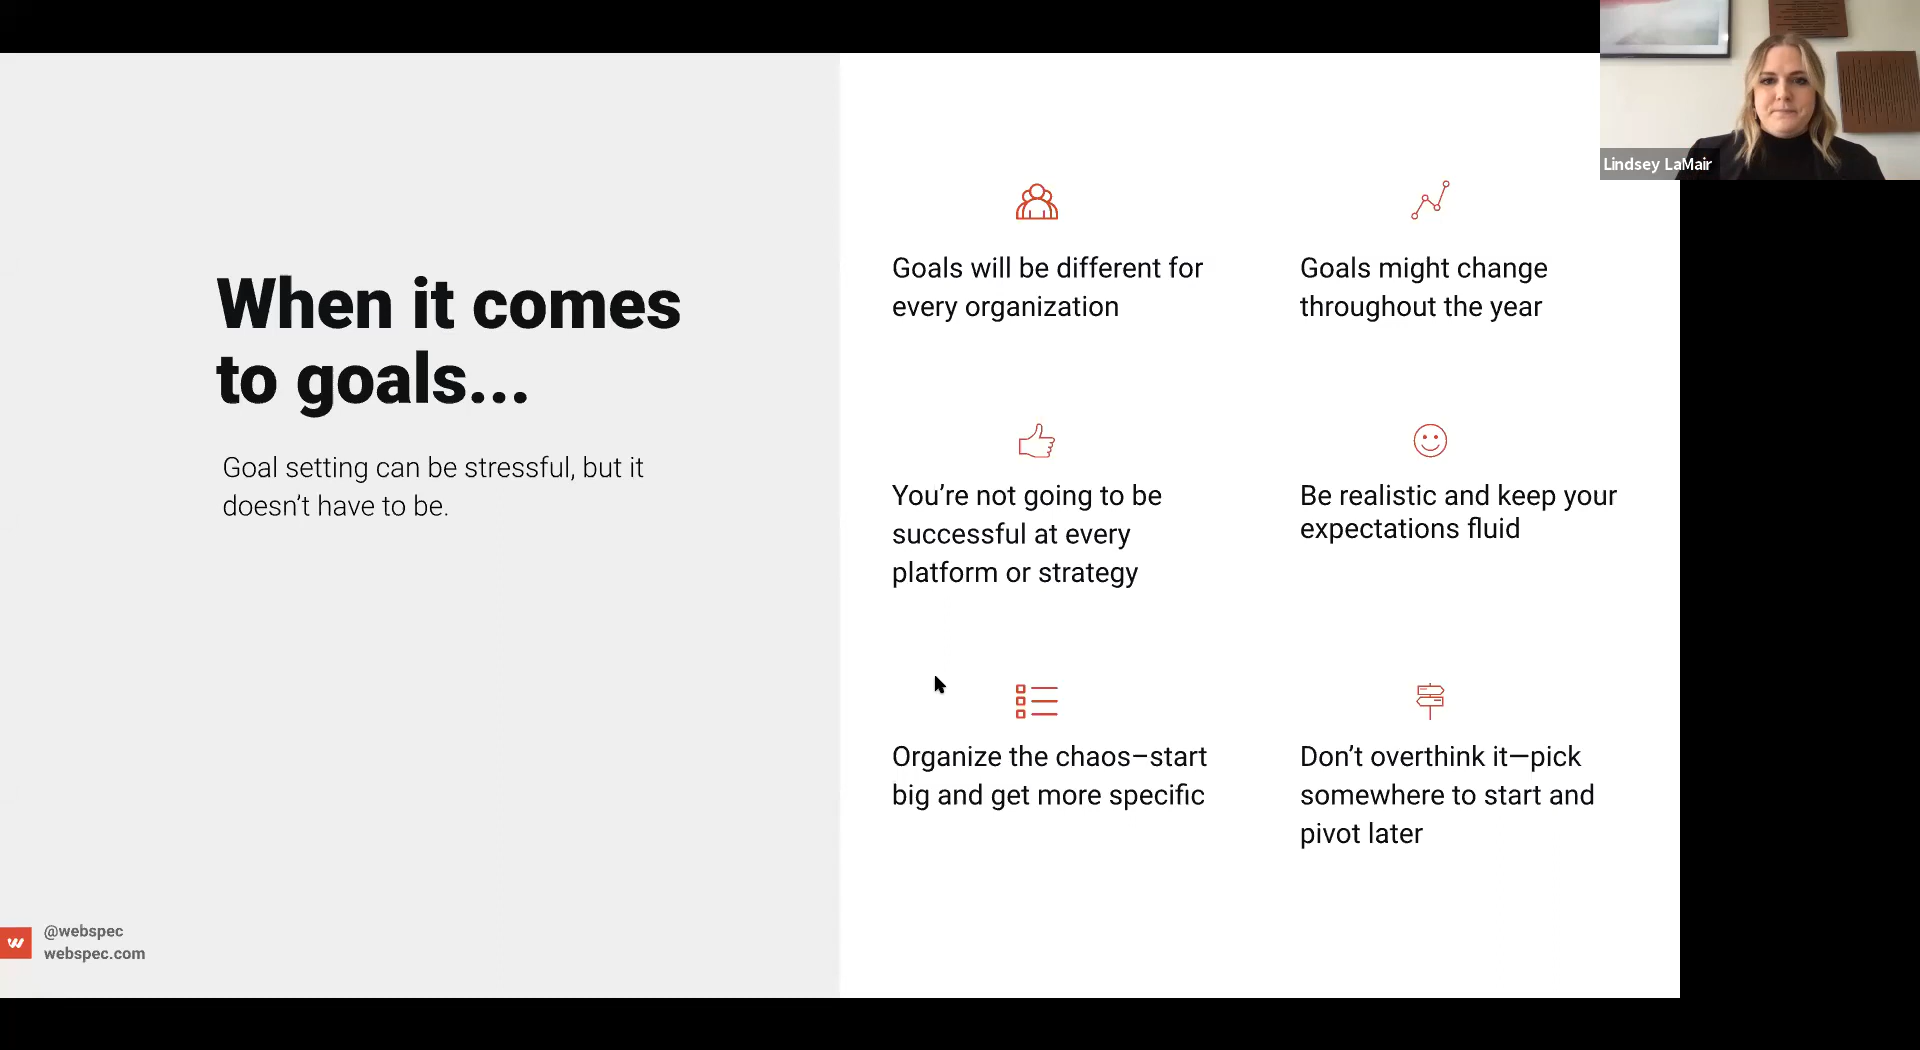 Lindsey LaMair
When it comes
to goals...
Goal setting can be stressful, but it
doesn't have to be.
Goals will be different for
every organization
Goals might change
throughout the year
You're not going to be
successful at every
platform or strategy
Be realistic and keep your
expectations fluid
Organize the chaos–start
big and get more specific
Don't overthink it—pick
somewhere to start and
pivot later
@webspec
webspec.com